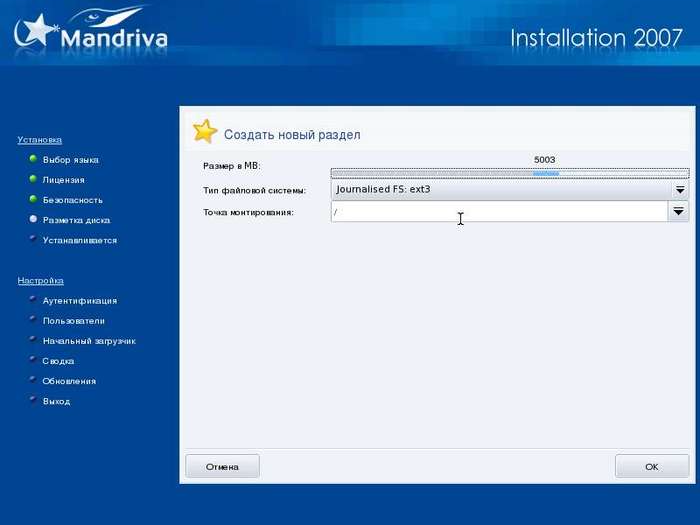 Mandriva
Installation 2007
Установка
Выбор языка
Лицензия
Безопасность
Разметка диска
Устанавливается
Настройка
Аутентификация
Пользователи
Начальный загрузчик
Сводка
Обновления
Выход
Создать новый раздел
5003
Размер в MB:
Тип файловой системы: Journalised FS: ext3
Точка монтирования: /
Отмена OK